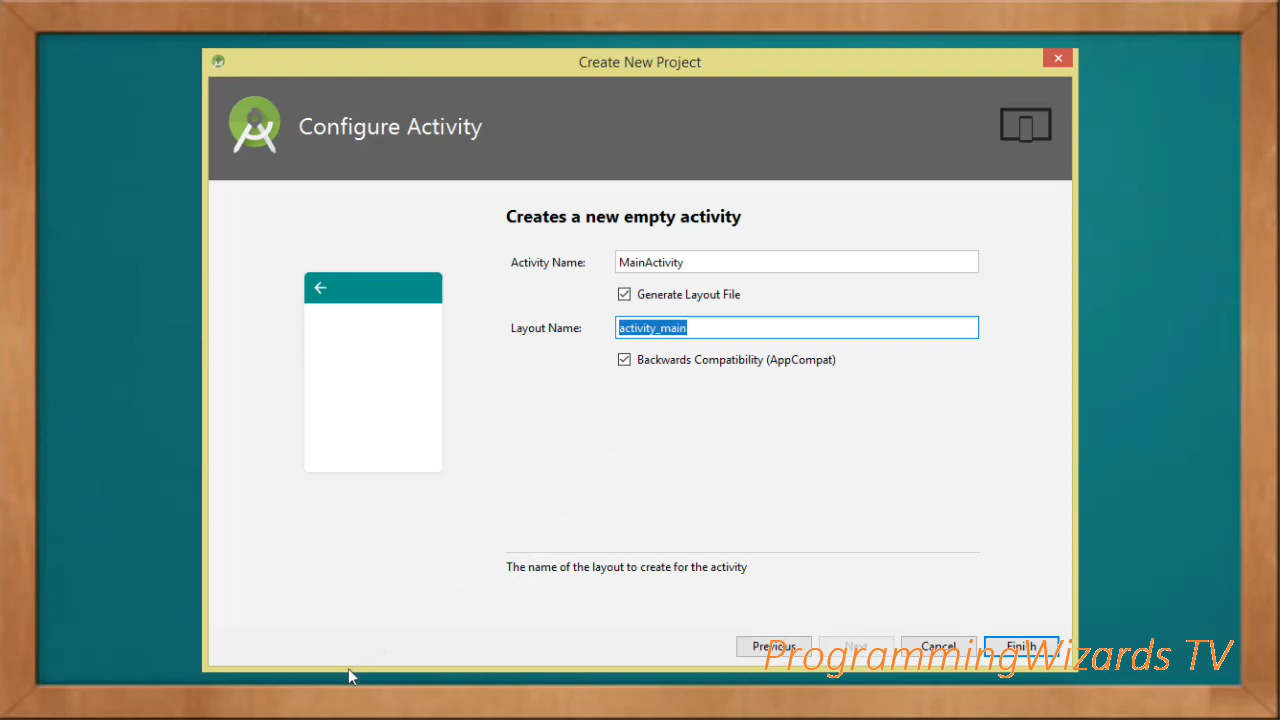 Create New Project
Configure Activity
Creates a new empty activity
Activity Name: MainActivity
Generate Layout File
Layout Name: activity_main
Backwards Compatibility (AppCompat)
The name of the layout to create for the activity
Previous Next Cancel Finish
ProgrammingWizards TV